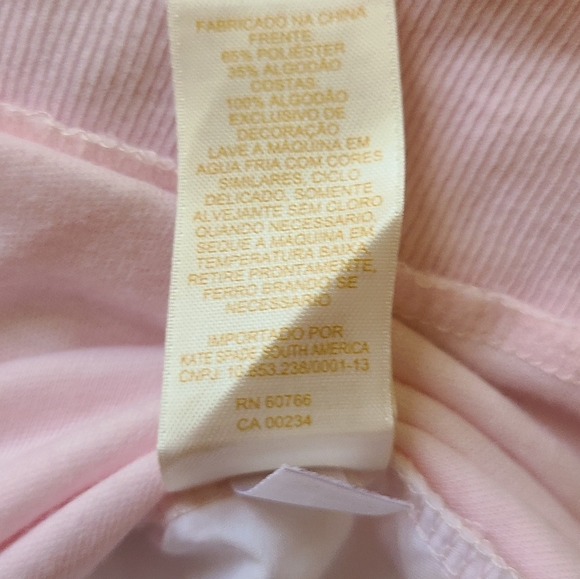 FABRICADO NA CHINA
FRENTE:
65% POLIÉSTER
35% ALGODÃO
COSTAS:
100% ALGODÃO
EXCLUSIVO DE
DECORAÇÃO
LAVE A MÁQUINA EM
AGUA FRIA COM CORES
SIMILARES, CICLO
DELICADO. SOMENTE
ALVEJANTE SEM CLORO
QUANDO NECESSÁRIO.
SEQUE A MAQUINA EM
TEMPERATURA BAIXA.
RETIRE PRONTAMENTE,
FERRO BRANDO SE
NECESSÁRIO
IMPORTADO POR
KATE SPADE SOUTH AMERICA
CNPJ: 10.853.238/0001-13
RN 60766
CA 00234